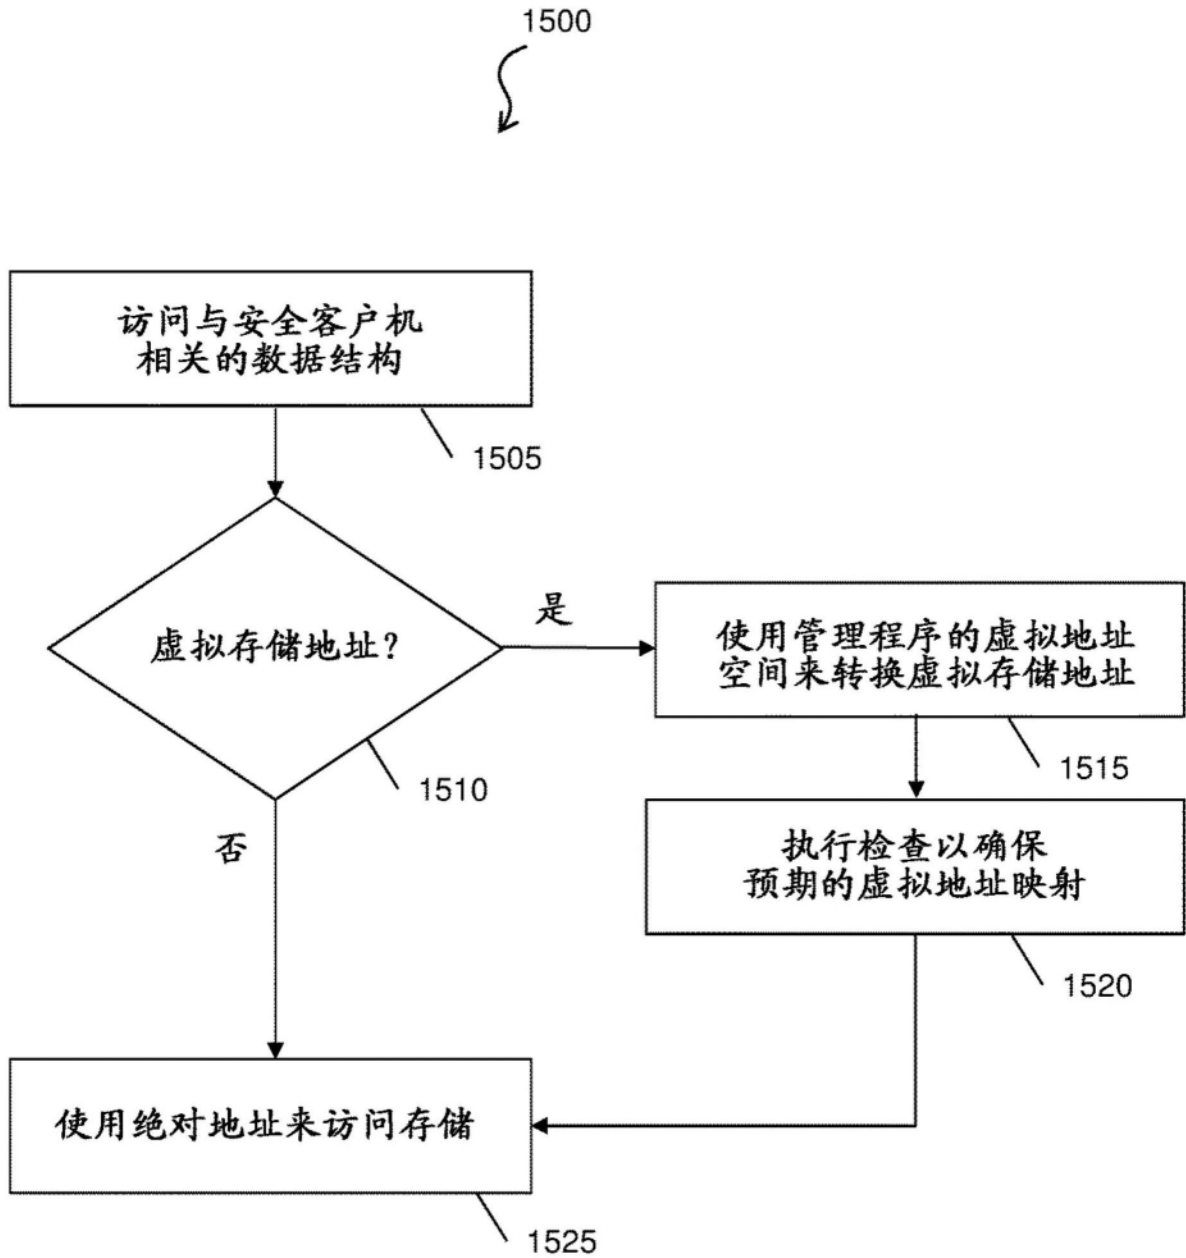 1500
访问与安全客户机
相关的数据结构
1505
虚拟存储地址？
1510
是
使用管理程序的虚拟地址
空间来转换虚拟存储地址
1515
执行检查以确保
预期的虚拟地址映射
1520
否
使用绝对地址来访问存储
1525